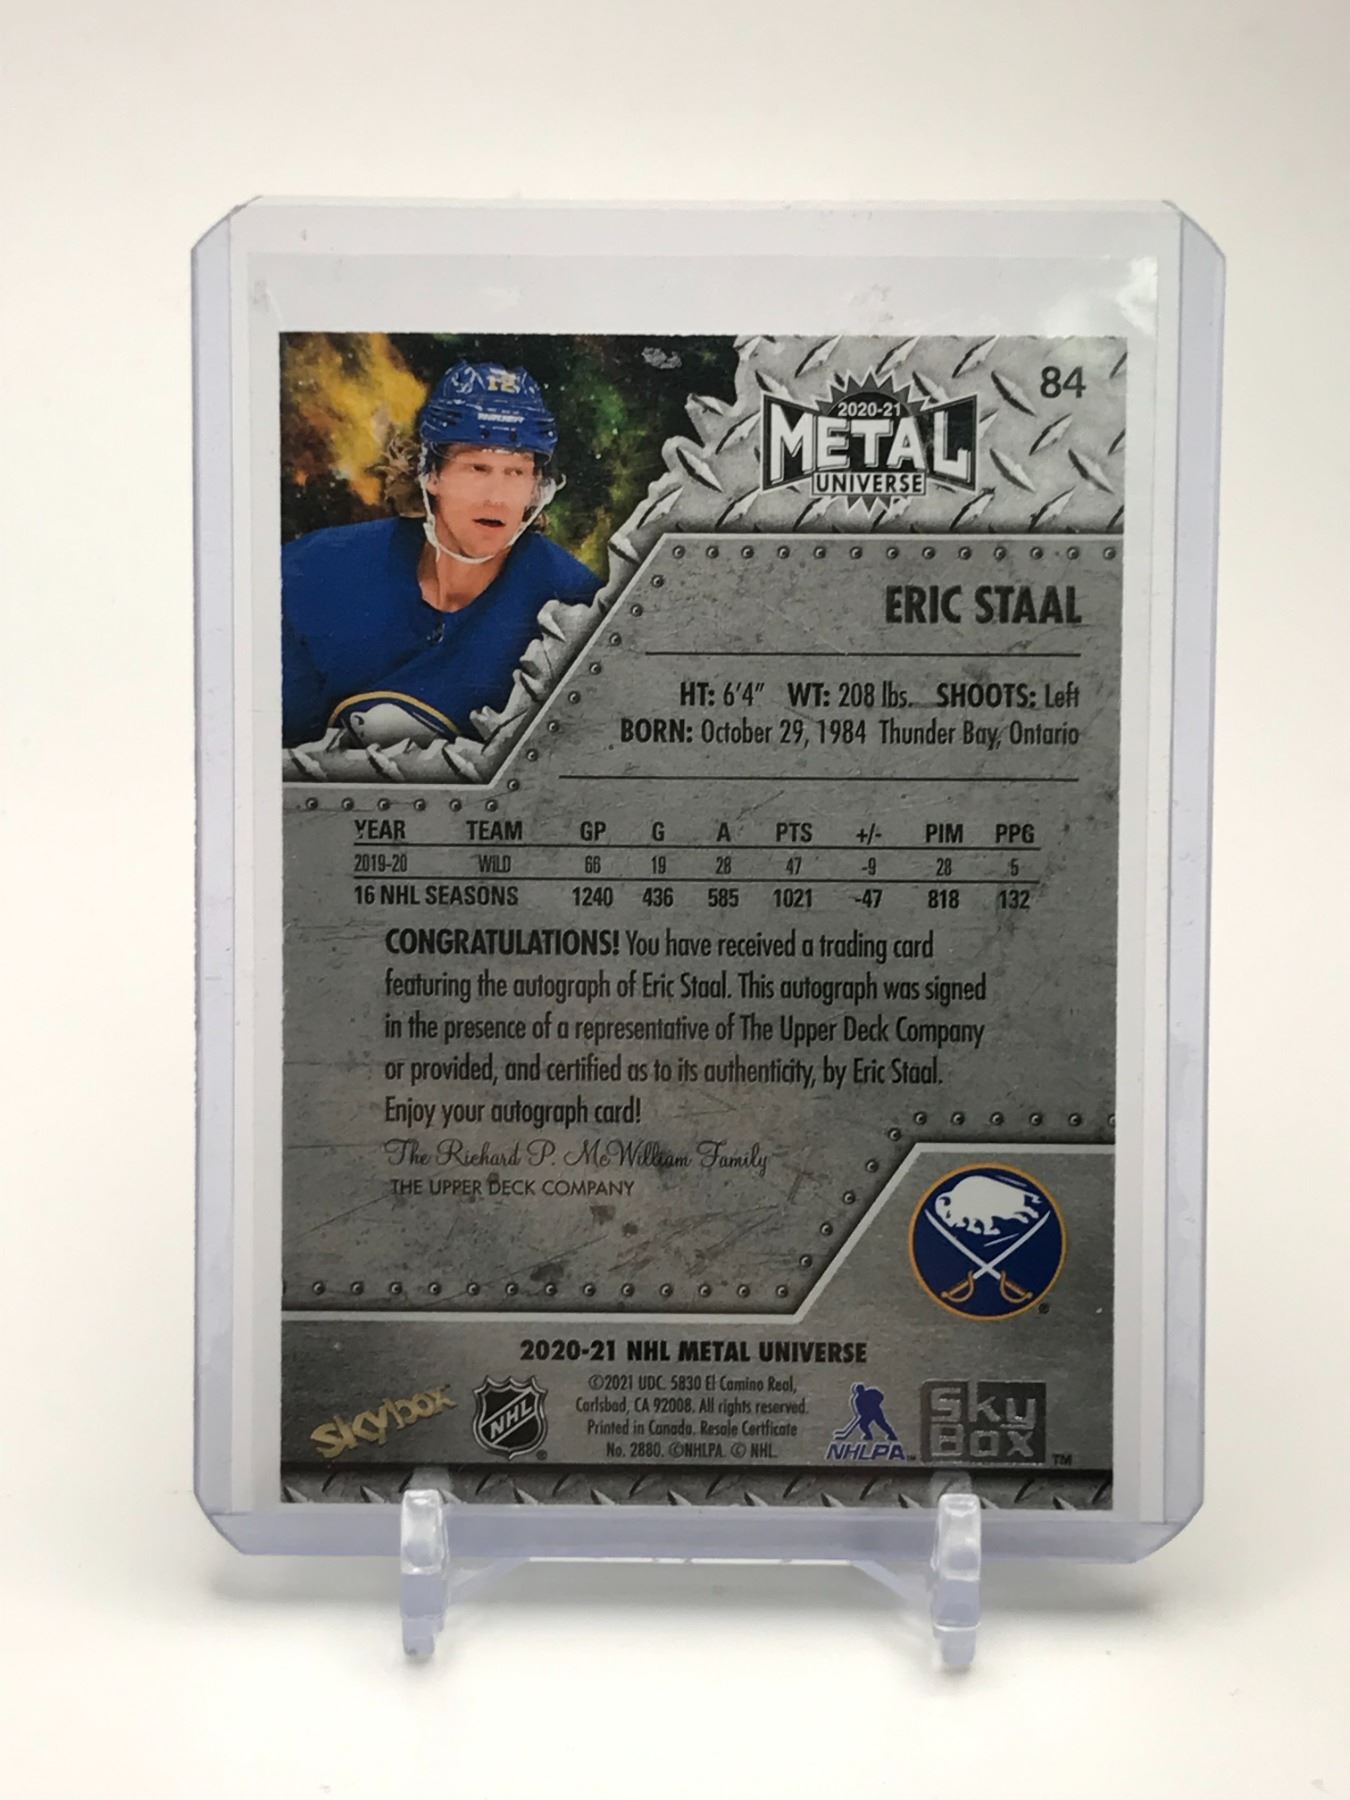 84
2020-21
METAL
UNIVERSE
12
ERIC STAAL
HT: 6'4" WT: 208 lbs. SHOOTS: Left
BORN: October 29, 1984 Thunder Bay, Ontario
YEAR TEAM GP G A PTS +/- PIM PPG
2019-20 WILD 66 19 28 47 -9 28 5
16 NHL SEASONS 1240 436 585 1021 -47 818 132
CONGRATULATIONS! You have received a trading card
featuring the autograph of Eric Staal. This autograph was signed
in the presence of a representative of The Upper Deck Company
or provided, and certified as to its authenticity, by Eric Staal.
Enjoy your autograph card!
The Richard P. McWilliam Family
THE UPPER DECK COMPANY
2020-21 NHL METAL UNIVERSE
©2021 UDC. 5830 El Camino Real,
Carlsbad, CA 92008. All rights reserved.
Printed in Canada. Resale Certficate
No. 2880. ©NHLPA. © NHL.
skybox
NHL
®
NHLPA™
SkyBox
TM
®